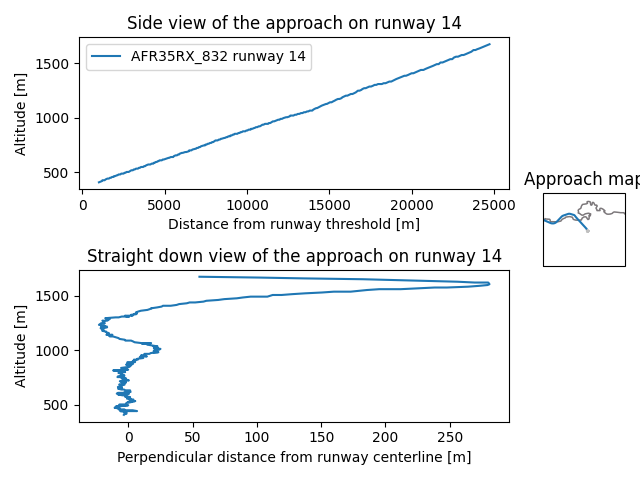 Side view of the approach on runway 14
AFR35RX_832 runway 14
Altitude [m]
1500
1000
500
0
5000
10000
15000
20000
25000
Distance from runway threshold [m]
Approach map
Straight down view of the approach on runway 14
Altitude [m]
1500
1000
500
0
50
100
150
200
250
Perpendicular distance from runway centerline [m]